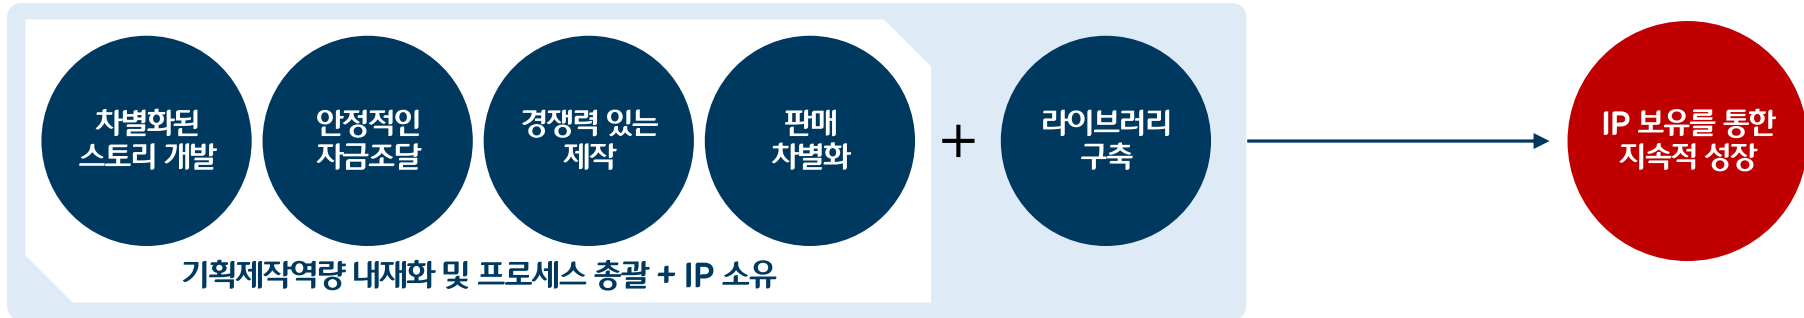 차별화된
스토리 개발
안정적인
자금조달
경쟁력 있는
제작
판매
차별화
+
라이브러리
구축
IP 보유를 통한
지속적 성장
기획제작역량 내재화 및 프로세스 총괄 + IP 소유